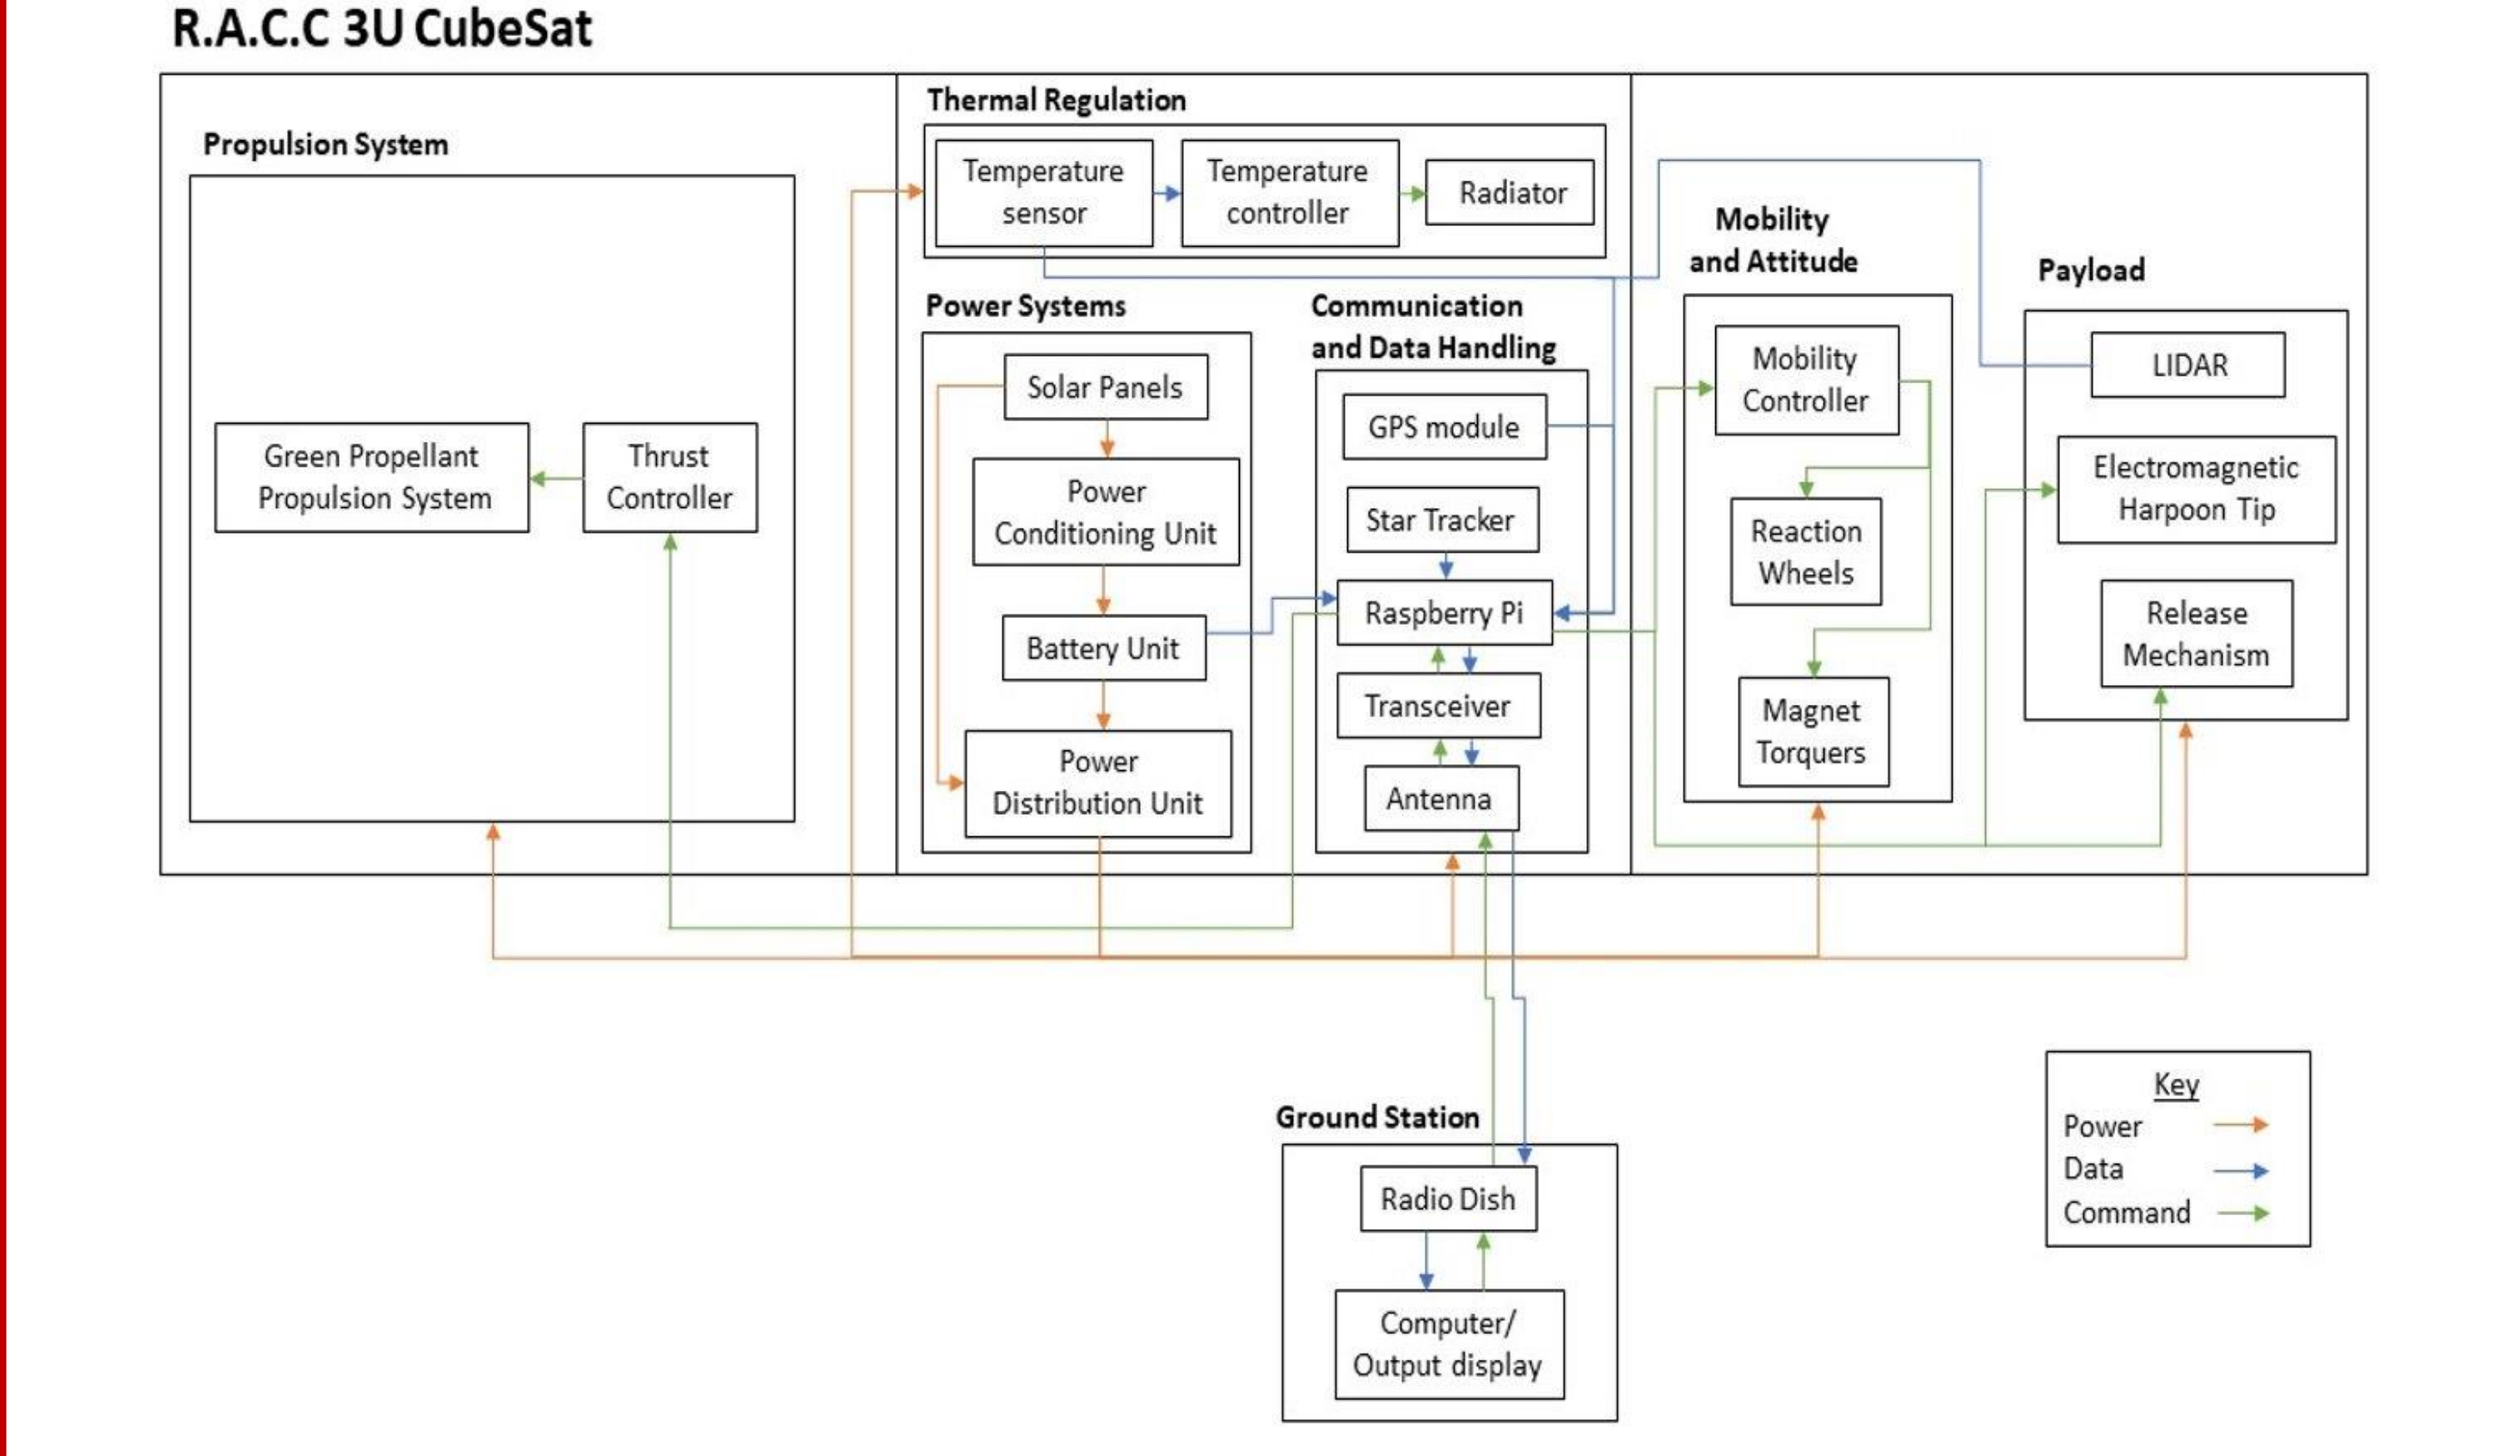 R.A.C.C 3U CubeSat
Propulsion System
Green Propellant
Propulsion System
Thrust
Controller
Thermal Regulation
Temperature
sensor
Temperature
controller
Radiator
Power Systems
Solar Panels
Power
Conditioning Unit
Battery Unit
Power
Distribution Unit
Communication
and Data Handling
GPS module
Star Tracker
Raspberry Pi
Transceiver
Antenna
Mobility
and Attitude
Mobility
Controller
Reaction
Wheels
Magnet
Torquers
Payload
LIDAR
Electromagnetic
Harpoon Tip
Release
Mechanism
Ground Station
Radio Dish
Computer/
Output display
Key
Power
Data
Command